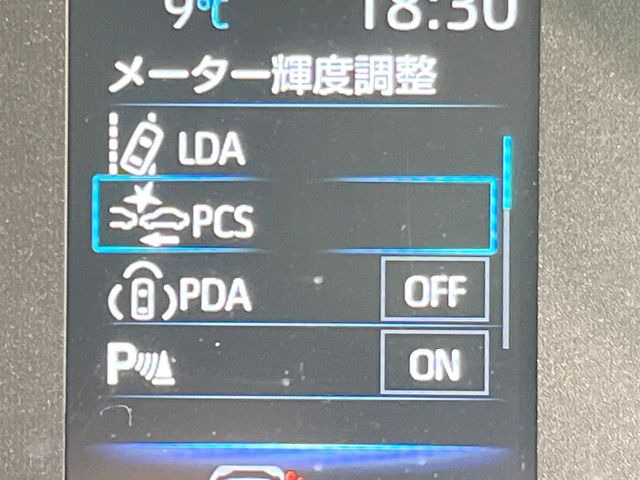 9℃ 18:30
メーター輝度調整
LDA
PCS
PDA OFF
P ON